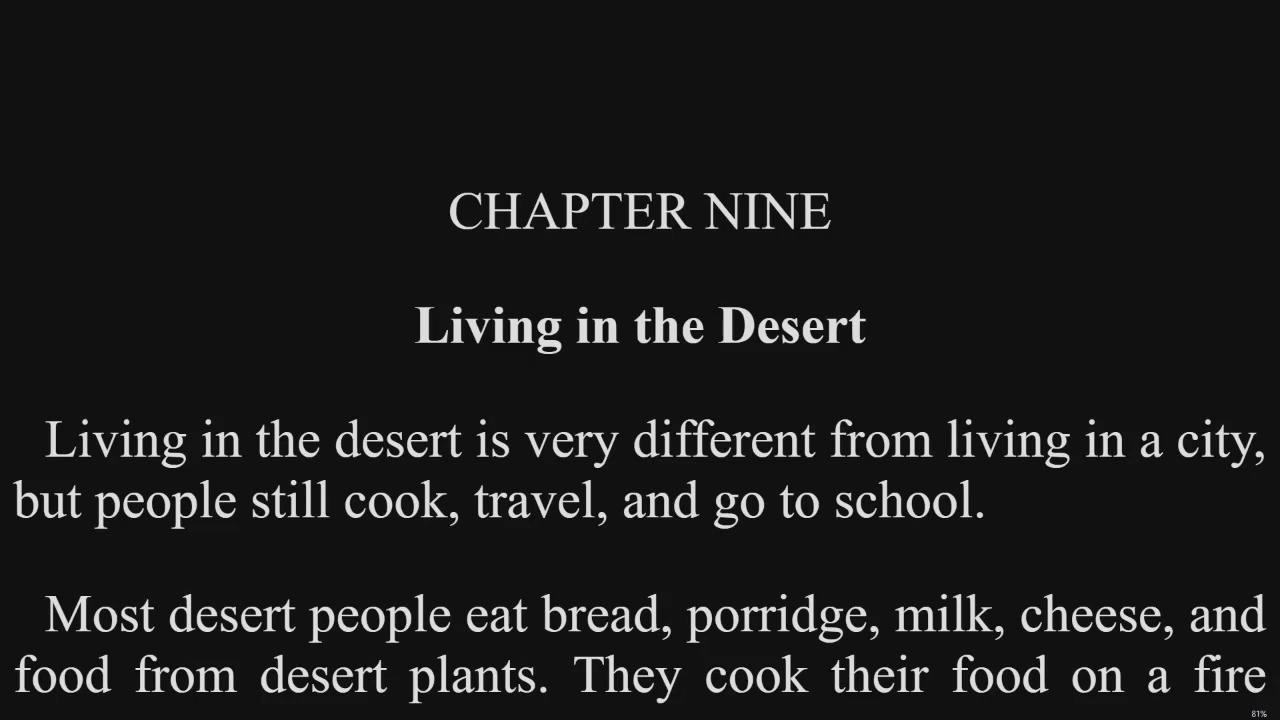 CHAPTER NINE
Living in the Desert
Living in the desert is very different from living in a city,
but people still cook, travel, and go to school.
Most desert people eat bread, porridge, milk, cheese, and
food from desert plants. They cook their food on a fire
81%